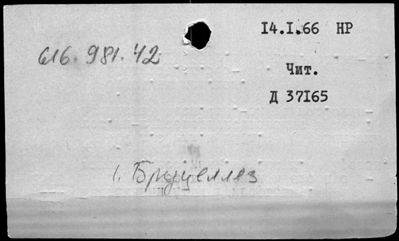 14.I.66 НР
616.981.42
Чит.
Д 37165
1. Бруцеллез